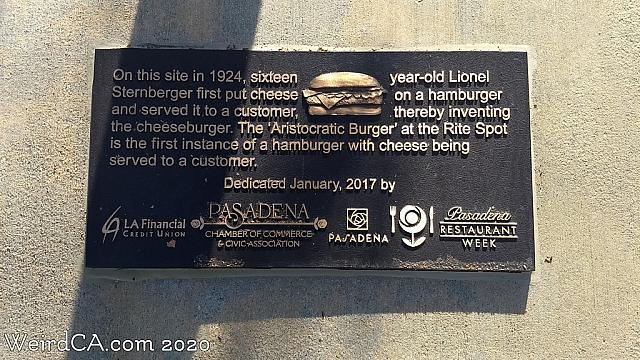 On this site in 1924, sixteen year-old Lionel
Sternberger first put cheese on a hamburger
and served it to a customer, thereby inventing
the cheeseburger. The 'Aristocratic Burger' at the Rite Spot
is the first instance of a hamburger with cheese being
served to a customer.
Dedicated January, 2017 by
LA Financial
CREDIT UNION
PASADENA
CHAMBER OF COMMERCE
& CIVIC ASSOCIATION
PASADENA
Pasadena
RESTAURANT
WEEK
WeirdCA.com 2020